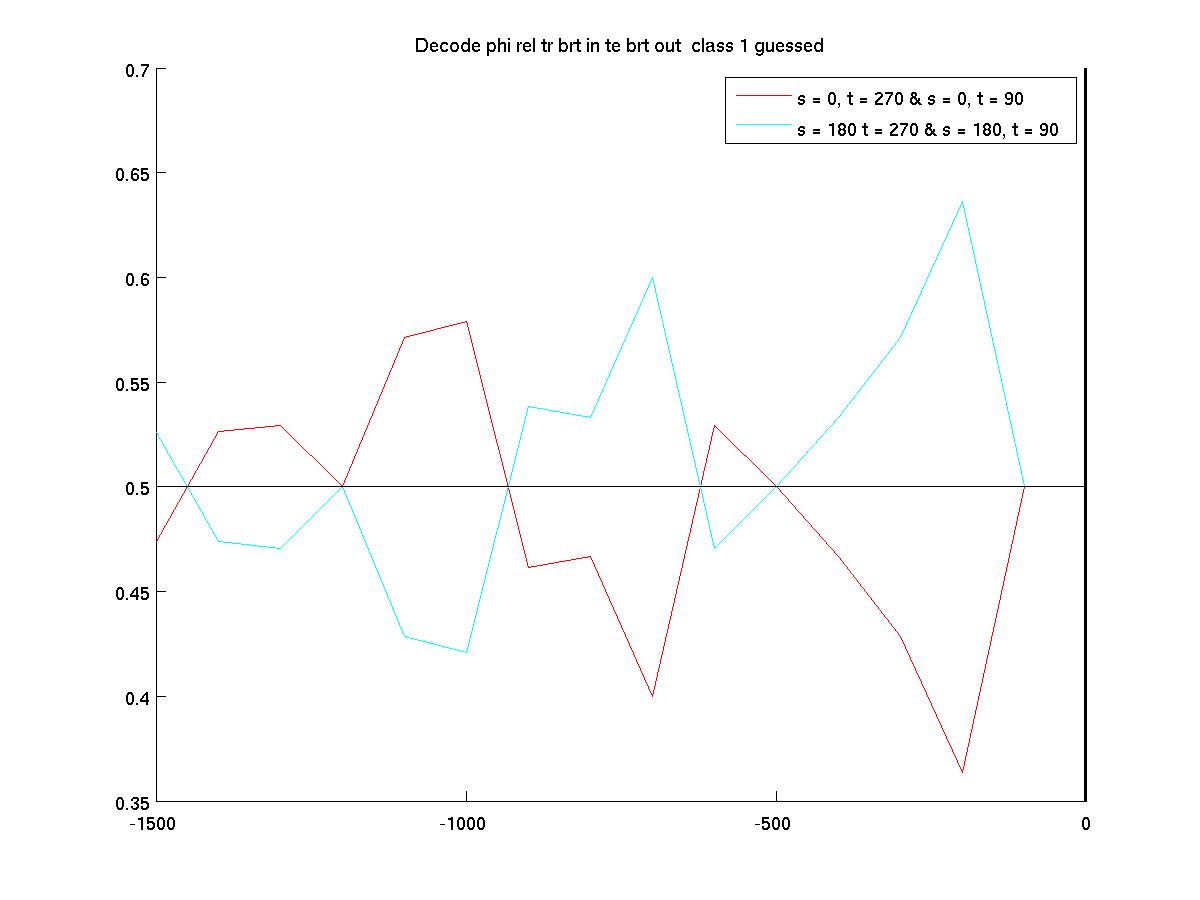 Decode phi rel tr brt in te brt out  class 1 guessed
0.7
s = 0, t = 270 & s = 0, t = 90
s = 180 t = 270 & s = 180, t = 90
0.65
0.6
0.55
0.5
0.45
0.4
0.35
-1500 -1000 -500 0